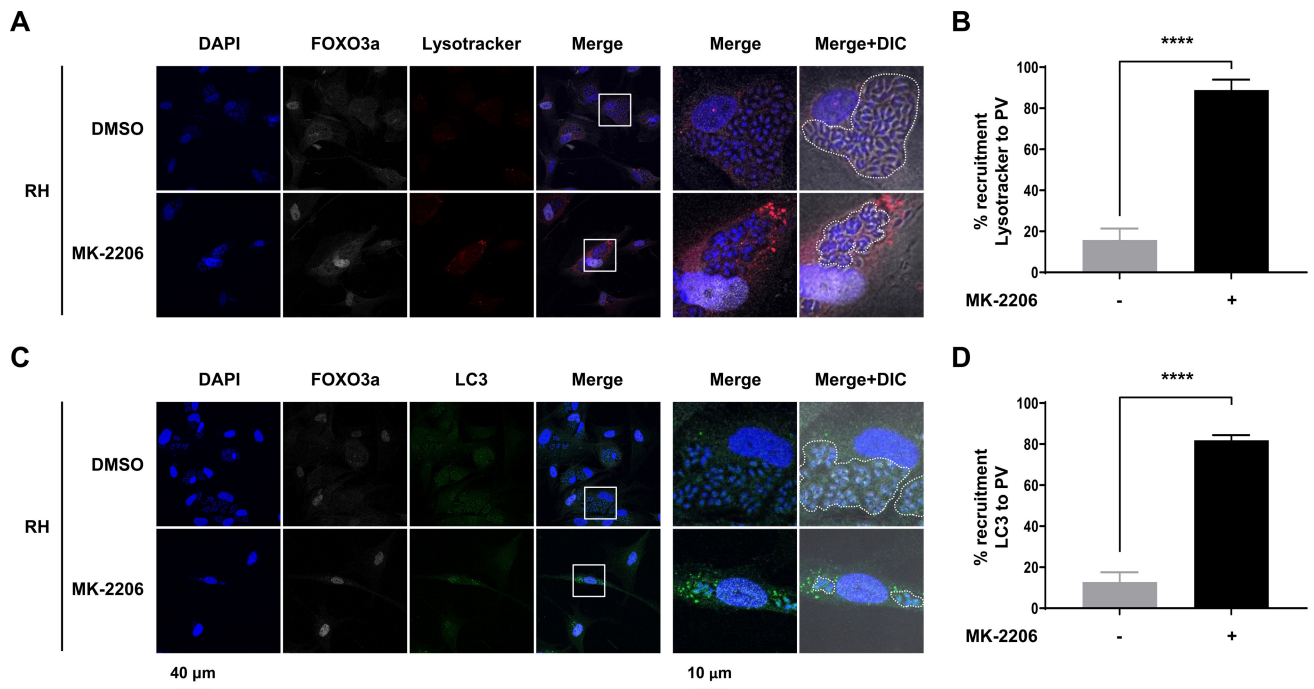 A
DAPI FOXO3a Lysotracker Merge Merge Merge+DIC
RH
DMSO
MK-2206
B
****
% recruitment
Lysotracker to PV
100
80
60
40
20
0
MK-2206 - +
C
DAPI FOXO3a LC3 Merge Merge Merge+DIC
RH
DMSO
MK-2206
40 µm 10 µm
D
****
% recruitment
LC3 to PV
100
80
60
40
20
0
MK-2206 - +